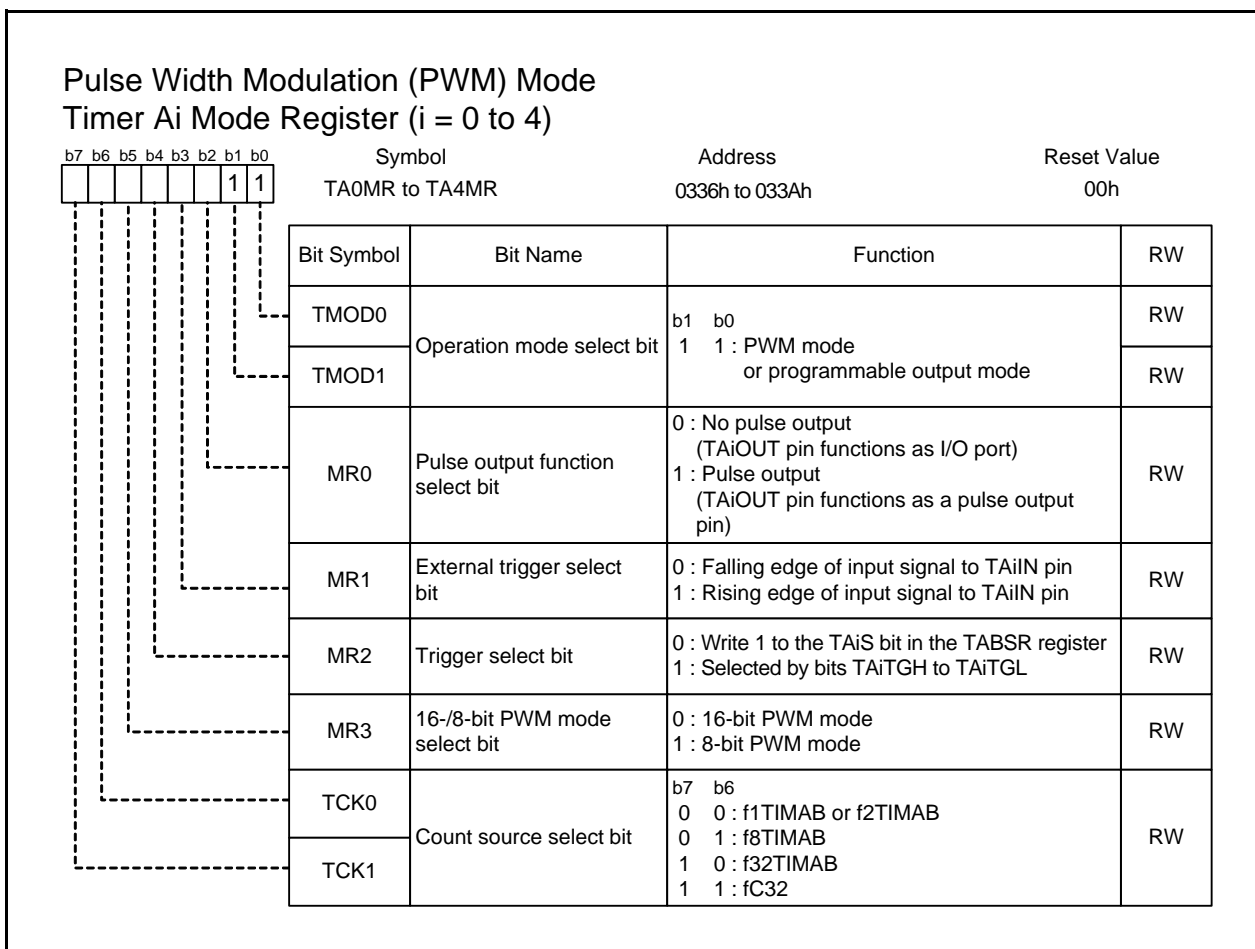 Pulse Width Modulation (PWM) Mode
Timer Ai Mode Register (i = 0 to 4)
b7 b6 b5 b4 b3 b2 b1 b0
1 1
Symbol Address Reset Value
TA0MR to TA4MR 0336h to 033Ah 00h
Bit Symbol Bit Name Function RW
TMOD0
TMOD1
Operation mode select bit
b1 b0
1 1 : PWM mode
or programmable output mode
RW
RW
MR0
Pulse output function
select bit
0 : No pulse output
(TAiOUT pin functions as I/O port)
1 : Pulse output
(TAiOUT pin functions as a pulse output
pin)
RW
MR1
External trigger select
bit
0 : Falling edge of input signal to TAiIN pin
1 : Rising edge of input signal to TAiIN pin
RW
MR2
Trigger select bit
0 : Write 1 to the TAiS bit in the TABSR register
1 : Selected by bits TAiTGH to TAiTGL
RW
MR3
16-/8-bit PWM mode
select bit
0 : 16-bit PWM mode
1 : 8-bit PWM mode
RW
TCK0
TCK1
Count source select bit
b7 b6
0 0 : f1TIMAB or f2TIMAB
0 1 : f8TIMAB
1 0 : f32TIMAB
1 1 : fC32
RW